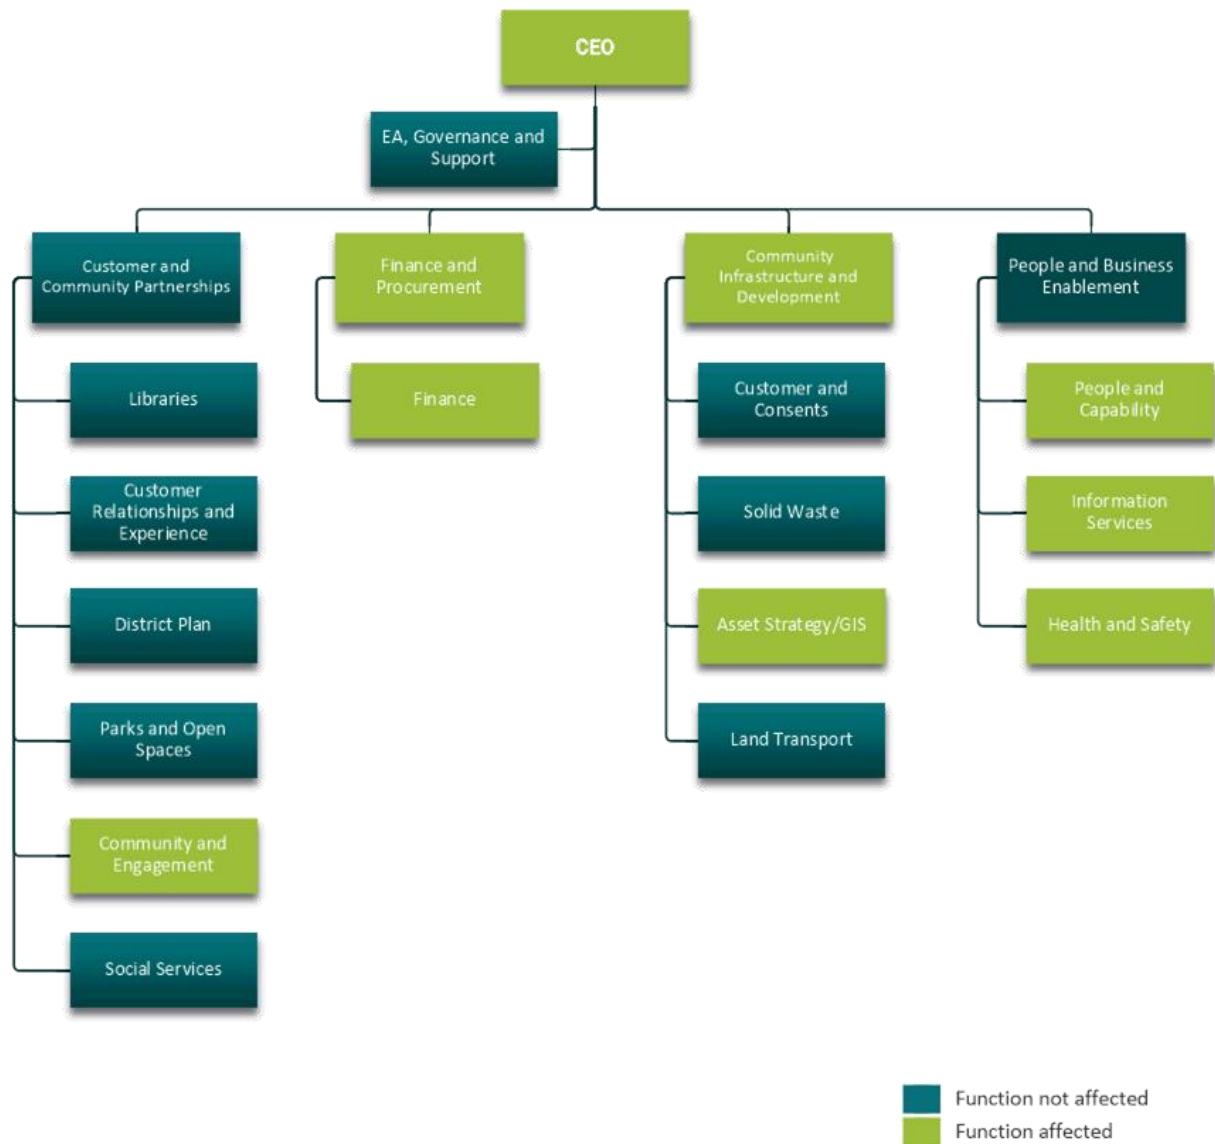 CEO
EA, Governance and
Support
Customer and
Community Partnerships
Finance and
Procurement
Community
Infrastructure and
Development
People and Business
Enablement
Libraries
Finance
Customer and
Consents
People and
Capability
Customer
Relationships and
Experience
Solid Waste
Information
Services
District Plan
Asset Strategy/GIS
Health and Safety
Parks and Open
Spaces
Land Transport
Community and
Engagement
Social Services
Function not affected
Function affected